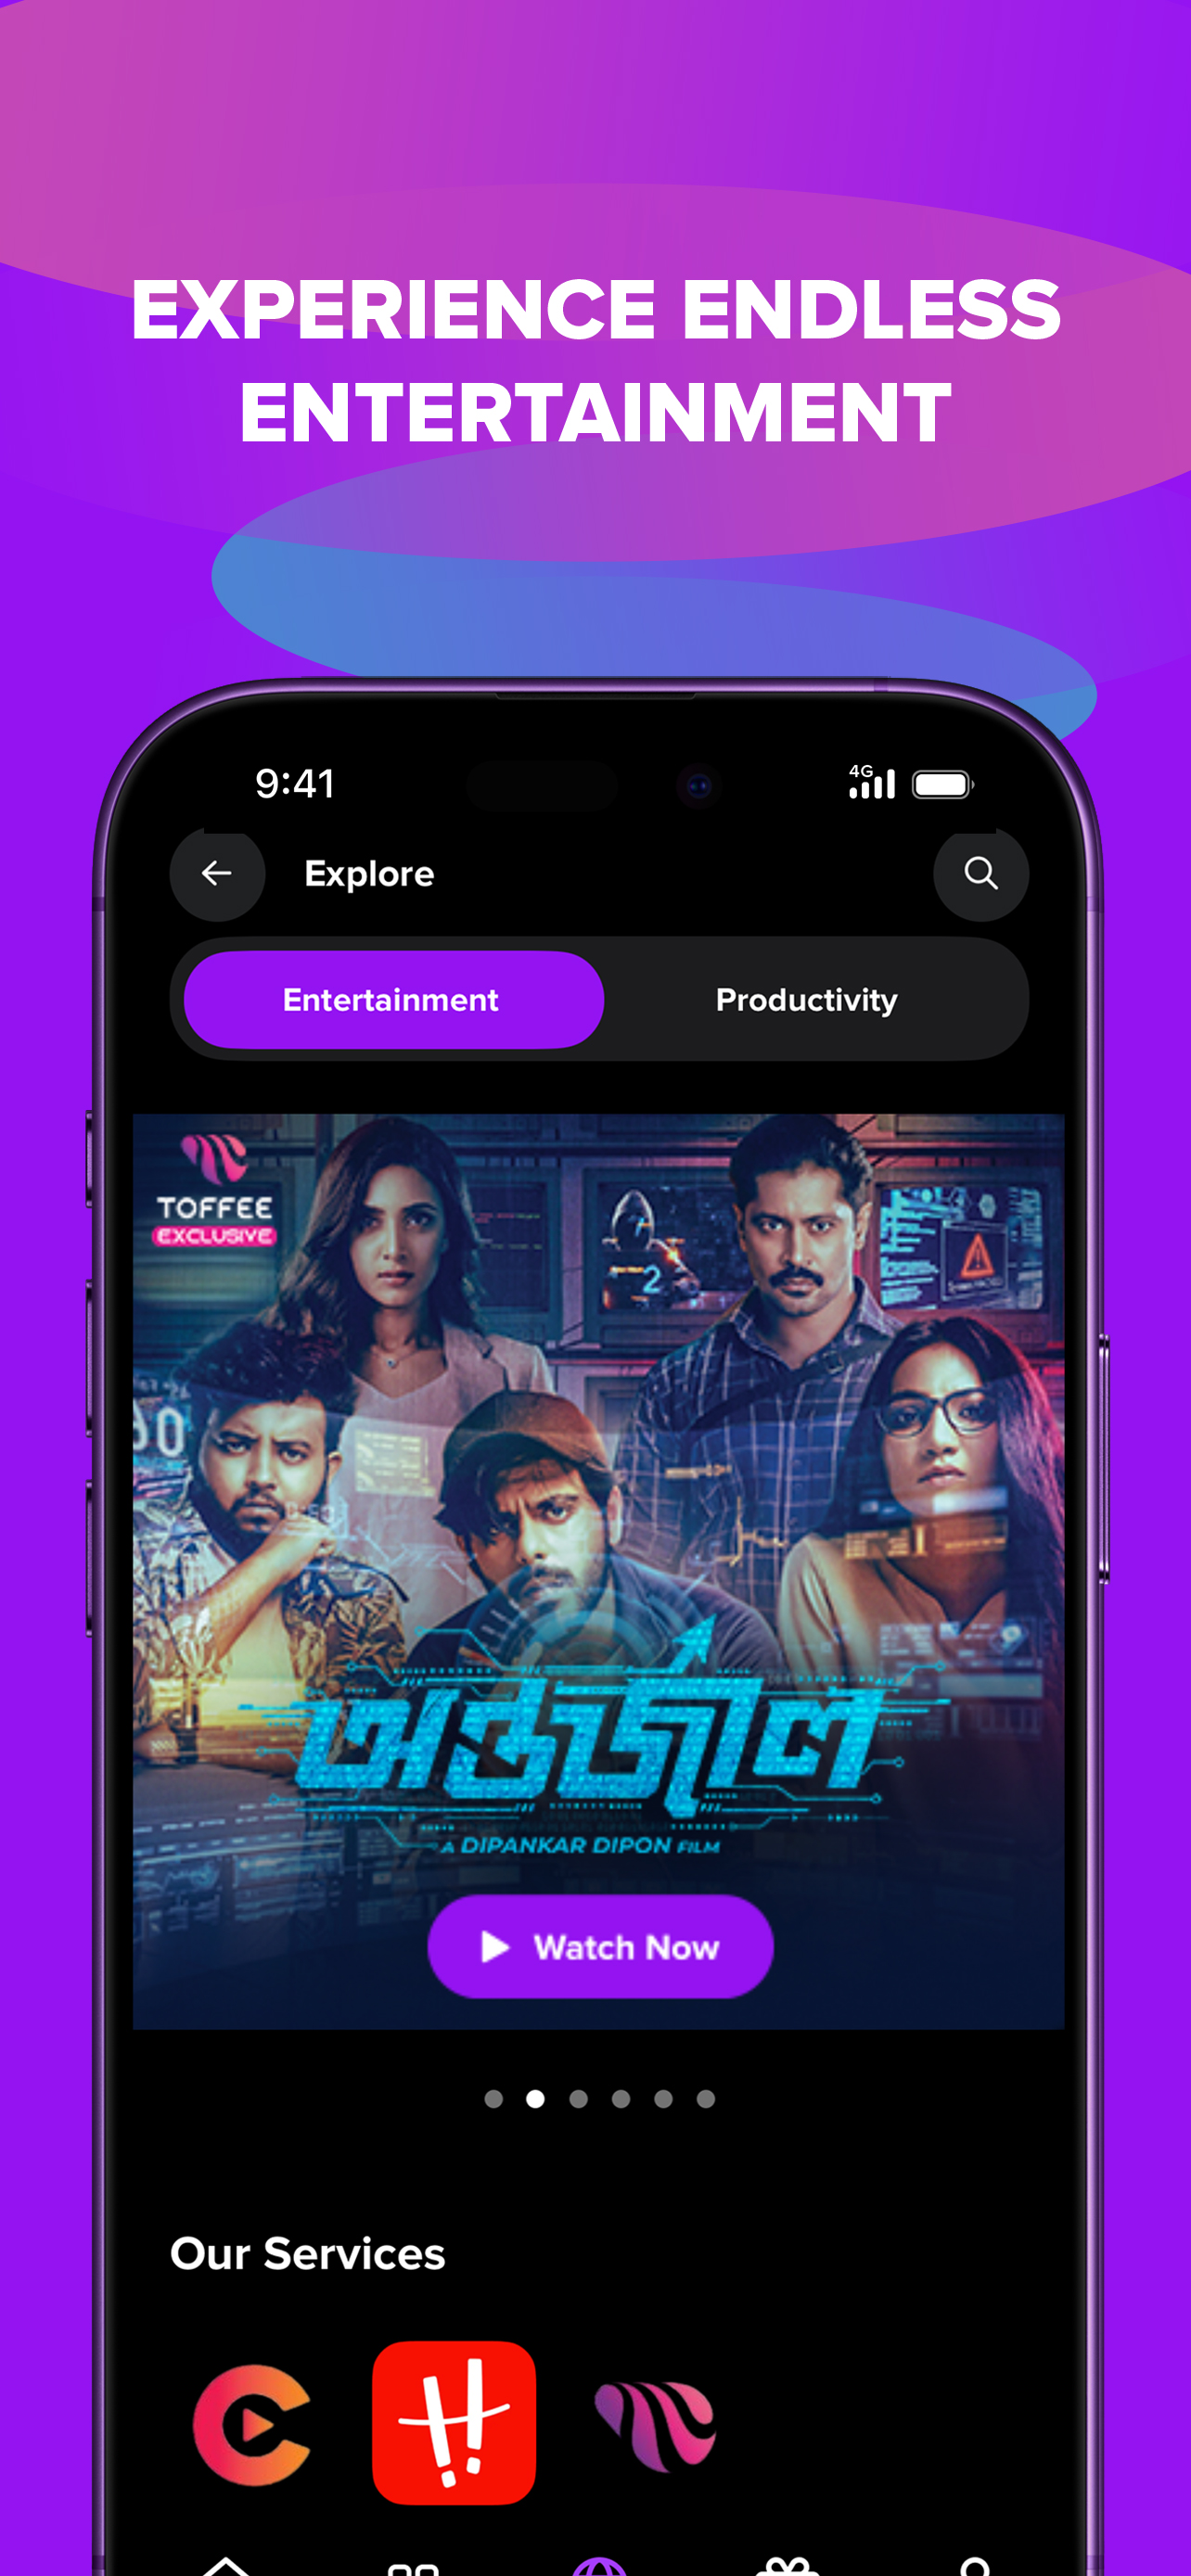 EXPERIENCE ENDLESS
ENTERTAINMENT
9:41
4G
Explore
Entertainment
Productivity
TOFFEE
EXCLUSIVE
2
অন্তর্জাল
A DIPANKAR DIPON FILM
Watch Now
Our Services